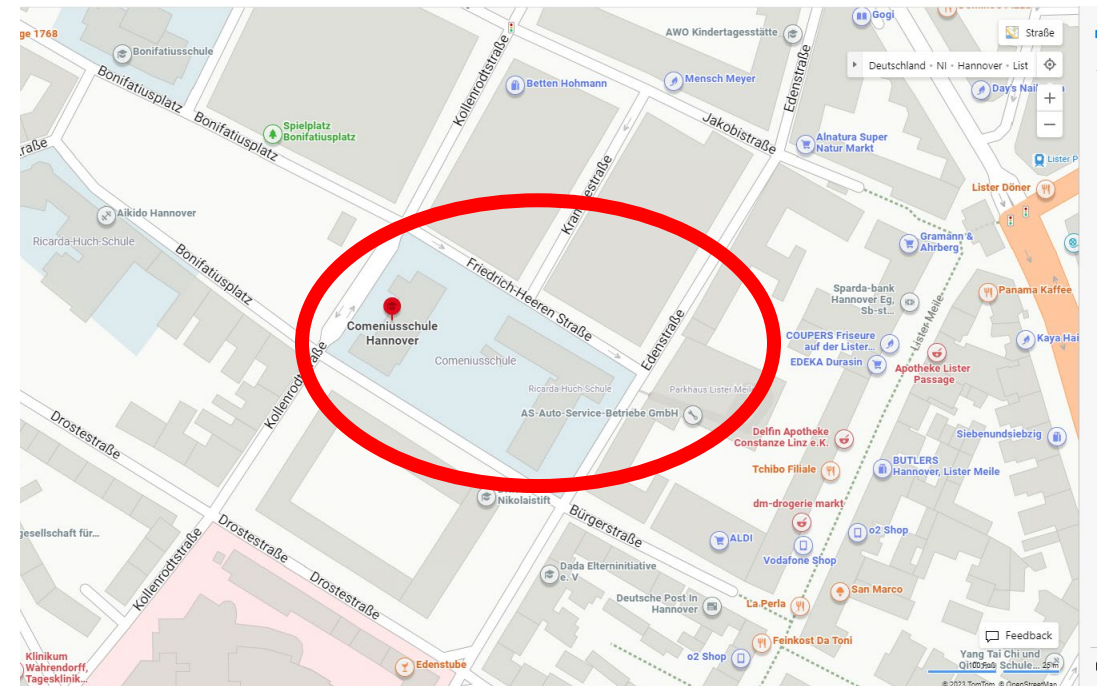 ge 1768
Bonifatiusschule
Bonifatiusplatz
Bonifatiusplatz
Spielplatz
Bonifatiusplatz
Kollenrodtstraße
Betten Hohmann
AWO Kindertagesstätte
Mensch Meyer
Gogi
Straße
Deutschland · NI · Hannover · List
Edenstraße
Jakobistraße
Alnatura Super
Natur Markt
Lister P
Lister Döner
raße
Aikido Hannover
Ricarda-Huch-Schule
Bonifatiusplatz
Friedrich-Heeren Straße
Comeniusschule
Hannover
Comeniusschule
Ricarda-Huch-Schule
Edenstraße
Parkhaus Lister Meile
AS-Auto-Service-Betriebe GmbH
Gramann &
Ahrberg
Sparda-bank
Hannover Eg,
Sb-st...
Panama Kaffee
Lister-Meile
COUPERS Friseure
auf der Lister...
EDEKA Durasin
Kaya Hai
Apotheke Lister
Passage
Kollenrodtstraße
Drostestraße
Delfin Apotheke
Constanze Linz e.K.
Siebenundsiebzig
Tchibo Filiale
BUTLERS
Hannover, Lister Meile
Nikolaistift
Bürgerstraße
dm-drogerie markt
o2 Shop
ALDI
Vodafone Shop
gesellschaft für...
Drostestraße
Kollenrodtstraße
Drostestraße
Dada Elterninitiative
e. V
Deutsche Post In
Hannover
La Perla
San Marco
Feinkost Da Toni
o2 Shop
Feedback
Klinikum
Wahrendorff,
Tagesklinik...
Edenstube
Yang Tai Chi und
Schule...
25 m
© 2023 TomTom, © OpenStreetMap